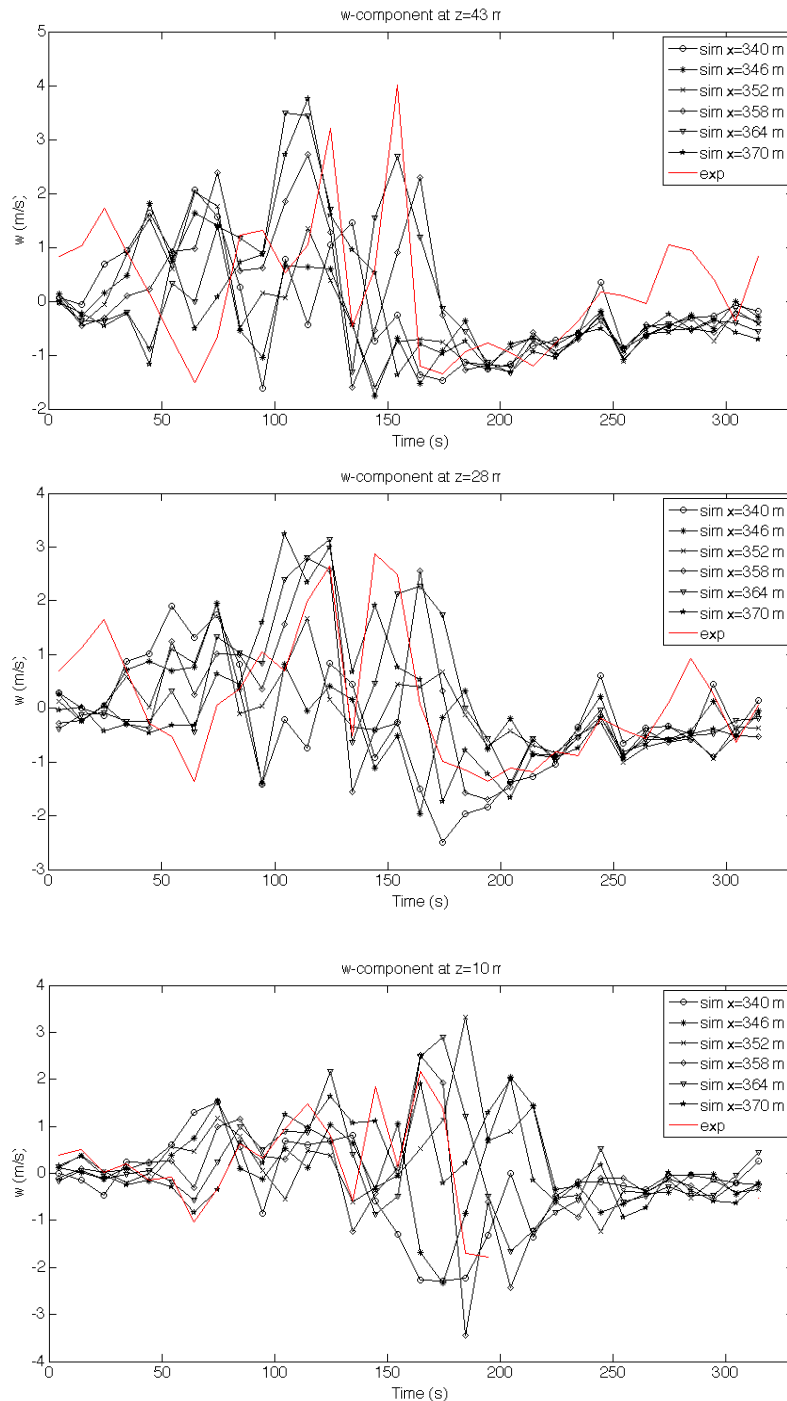 w-component at z=43 m
5
4
3
2
1
0
-1
-2
w (m/s)
0
50
100
150
200
250
300
Time (s)
sim x=340 m
sim x=346 m
sim x=352 m
sim x=358 m
sim x=364 m
sim x=370 m
exp
w-component at z=28 m
4
3
2
1
0
-1
-2
-3
w (m/s)
0
50
100
150
200
250
300
Time (s)
sim x=340 m
sim x=346 m
sim x=352 m
sim x=358 m
sim x=364 m
sim x=370 m
exp
w-component at z=10 m
4
3
2
1
0
-1
-2
-3
-4
w (m/s)
0
50
100
150
200
250
300
Time (s)
sim x=340 m
sim x=346 m
sim x=352 m
sim x=358 m
sim x=364 m
sim x=370 m
exp